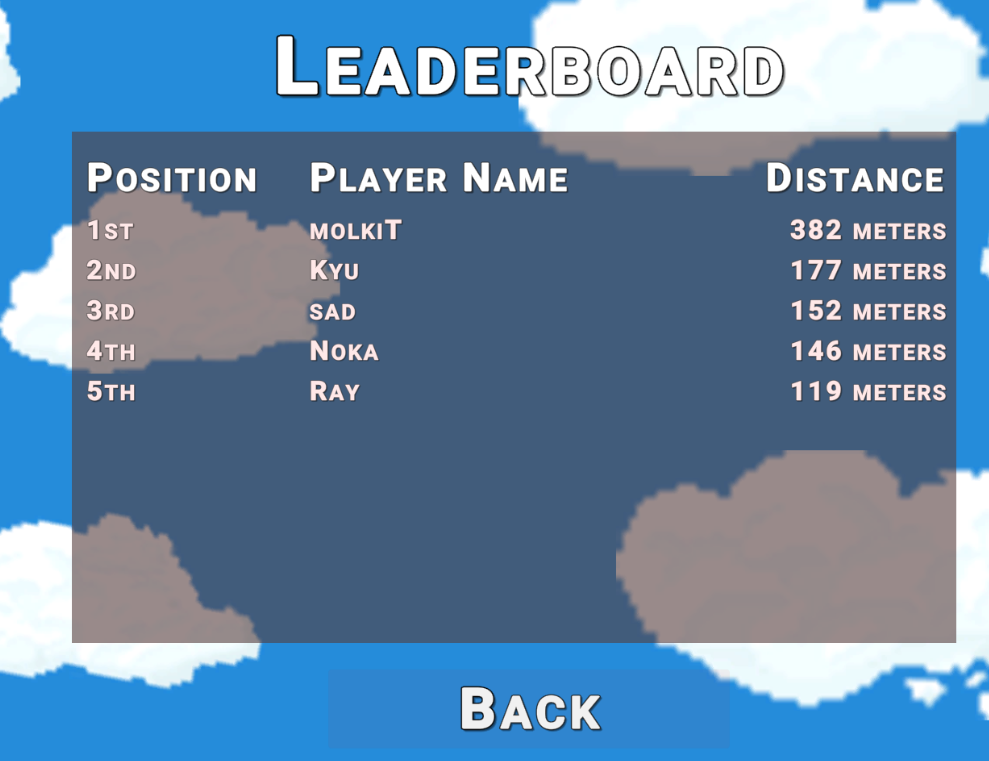 Leaderboard
Position Player Name Distance
1st molkiT 382 meters
2nd Kyu 177 meters
3rd sad 152 meters
4th Noka 146 meters
5th Ray 119 meters
Back